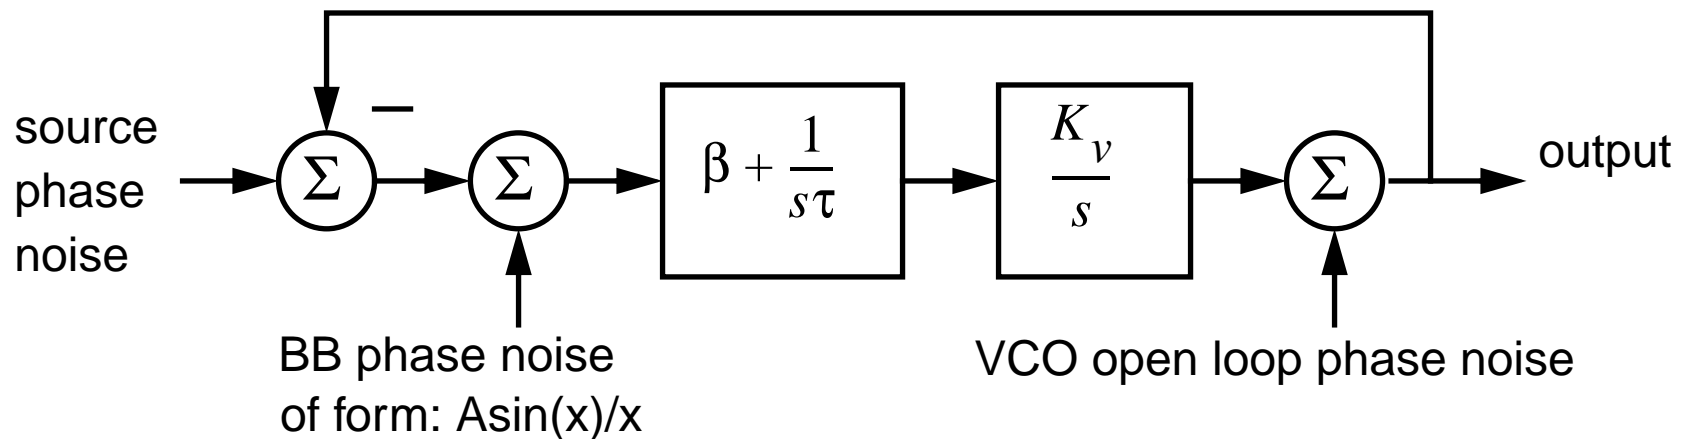 source
phase
noise
Σ
−
Σ
β + 1/sτ
K_v/s
Σ
output
BB phase noise
of form: Asin(x)/x
VCO open loop phase noise